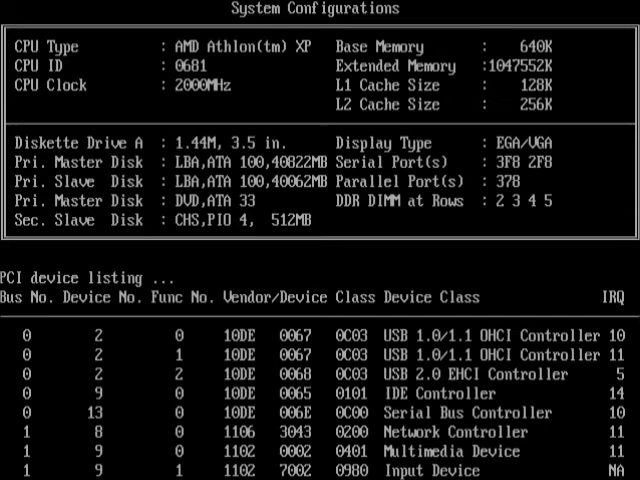 System Configurations
CPU Type : AMD Athlon(tm) XP Base Memory : 640K
CPU ID : 0681 Extended Memory :1047552K
CPU Clock : 2000MHz L1 Cache Size : 128K
L2 Cache Size : 256K
Diskette Drive A : 1.44M, 3.5 in. Display Type : EGA/VGA
Pri. Master Disk : LBA,ATA 100,40822MB Serial Port(s) : 3F8 2F8
Pri. Slave Disk : LBA,ATA 100,40062MB Parallel Port(s) : 378
Pri. Master Disk : DVD,ATA 33 DDR DIMM at Rows : 2 3 4 5
Sec. Slave Disk : CHS,PIO 4, 512MB
PCI device listing ...
Bus No. Device No. Func No. Vendor/Device Class Device Class IRQ
0 2 0 10DE 0067 0C03 USB 1.0/1.1 OHCI Controller 10
0 2 1 10DE 0067 0C03 USB 1.0/1.1 OHCI Controller 11
0 2 2 10DE 0068 0C03 USB 2.0 EHCI Controller 5
0 9 0 10DE 0065 0101 IDE Controller 14
0 13 0 10DE 006E 0C00 Serial Bus Controller 10
1 8 0 1106 3043 0200 Network Controller 11
1 9 0 1102 0002 0401 Multimedia Device 11
1 9 1 1102 7002 0980 Input Device NA